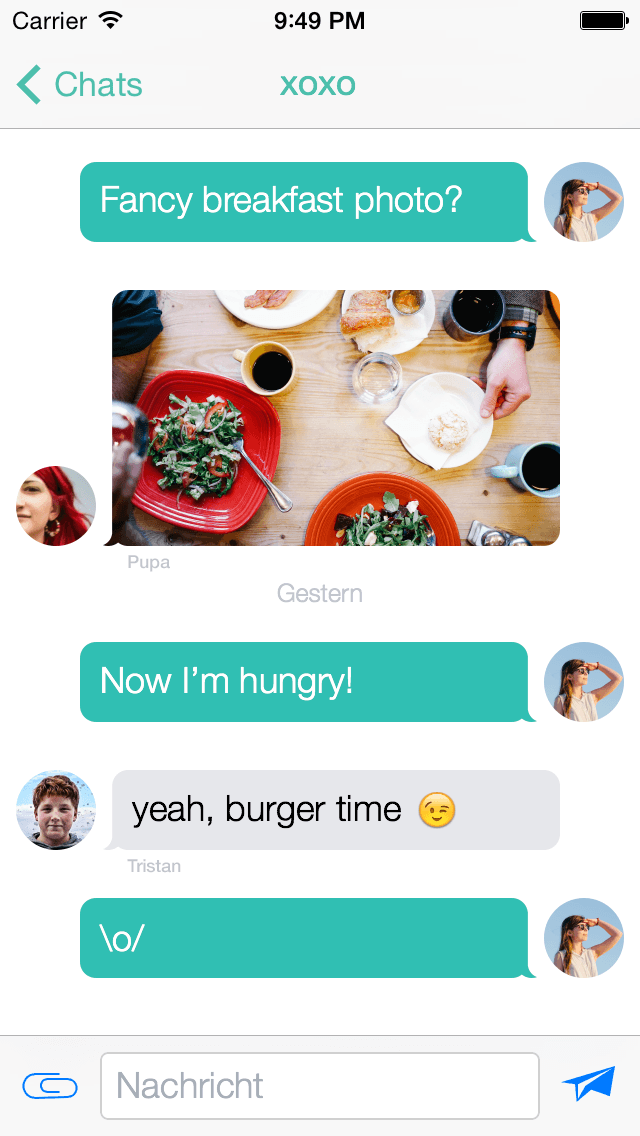 Carrier 9:49 PM
Chats xoxo
Fancy breakfast photo?
Pupa
Gestern
Now I’m hungry!
yeah, burger time 😉
Tristan
\o/
Nachricht